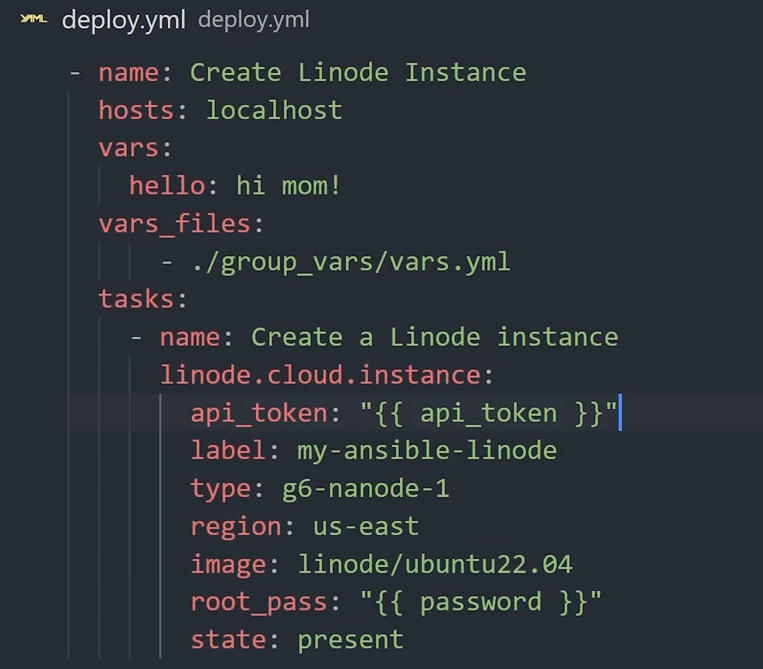 YAML deploy.yml deploy.yml
- name: Create Linode Instance
hosts: localhost
vars:
hello: hi mom!
vars_files:
- ./group_vars/vars.yml
tasks:
- name: Create a Linode instance
linode.cloud.instance:
api_token: "{{ api_token }}"
label: my-ansible-linode
type: g6-nanode-1
region: us-east
image: linode/ubuntu22.04
root_pass: "{{ password }}"
state: present